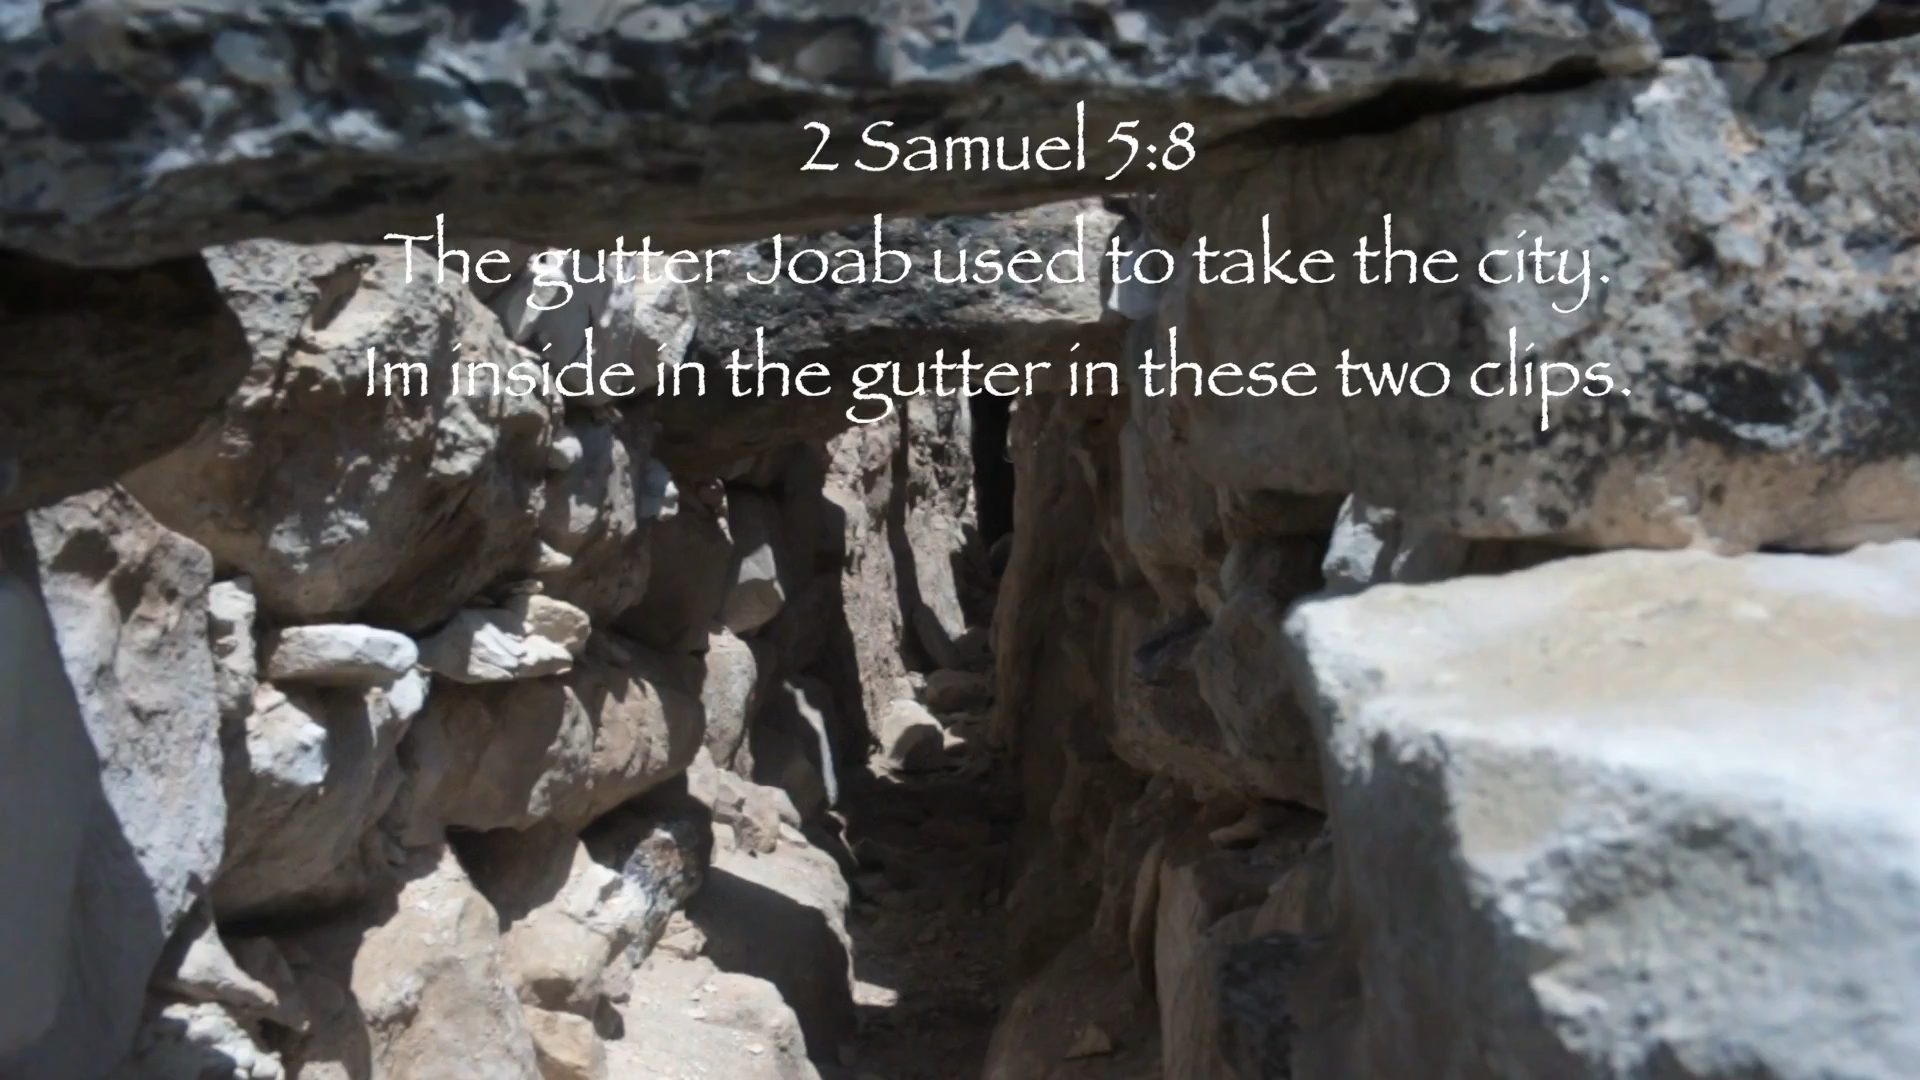 2 Samuel 5:8
The gutter Joab used to take the city.
Im inside in the gutter in these two clips.